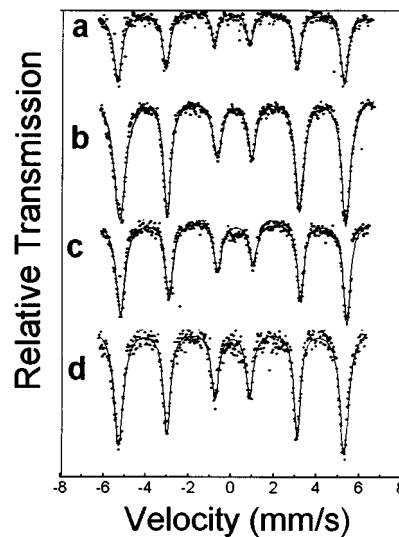 a
b
c
d
Relative Transmission
-8 -6 -4 -2 0 2 4 6 8
Velocity (mm/s)